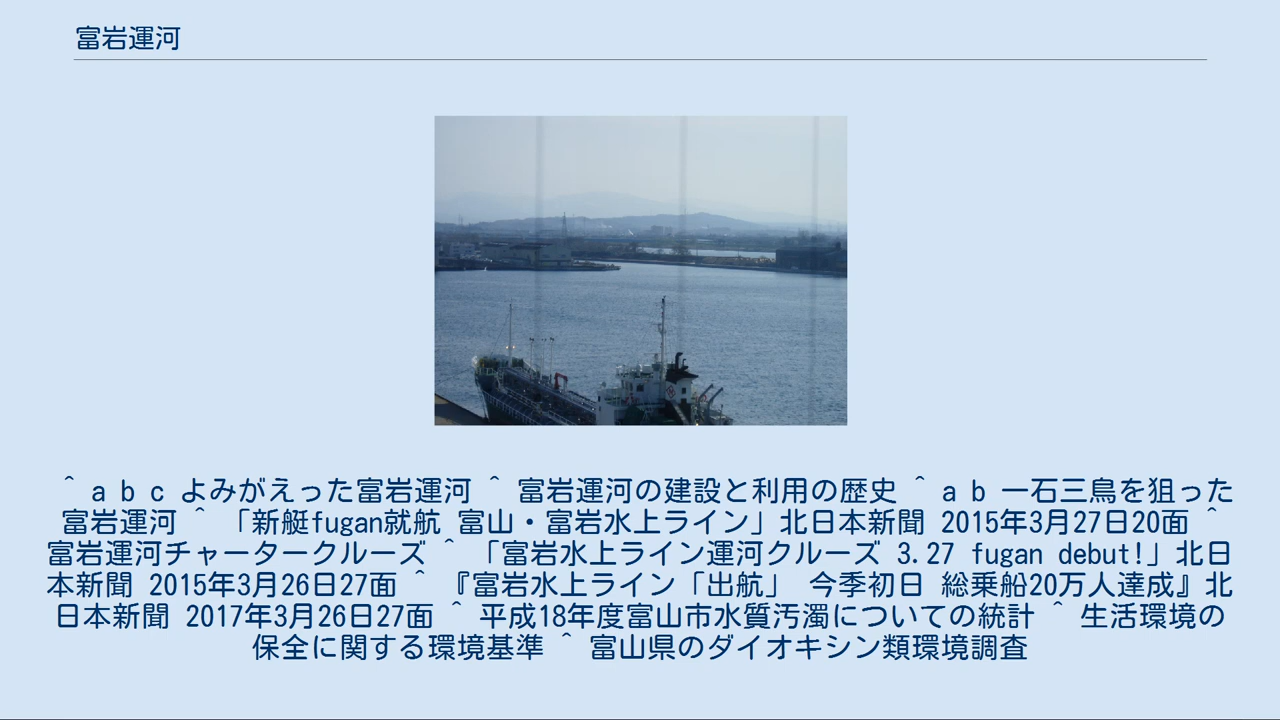 富岩運河
^ a b c よみがえった富岩運河 ^ 富岩運河の建設と利用の歴史 ^ a b 一石三鳥を狙った
富岩運河 ^ 「新艇fugan就航 富山・富岩水上ライン」北日本新聞 2015年3月27日20面 ^
富岩運河チャータークルーズ ^ 「富岩水上ライン運河クルーズ 3.27 fugan debut!」北日
本新聞 2015年3月26日27面 ^ 『富岩水上ライン「出航」 今季初日 総乗船20万人達成』北
日本新聞 2017年3月26日27面 ^ 平成18年度富山市水質汚濁についての統計 ^ 生活環境の
保全に関する環境基準 ^ 富山県のダイオキシン類環境調査